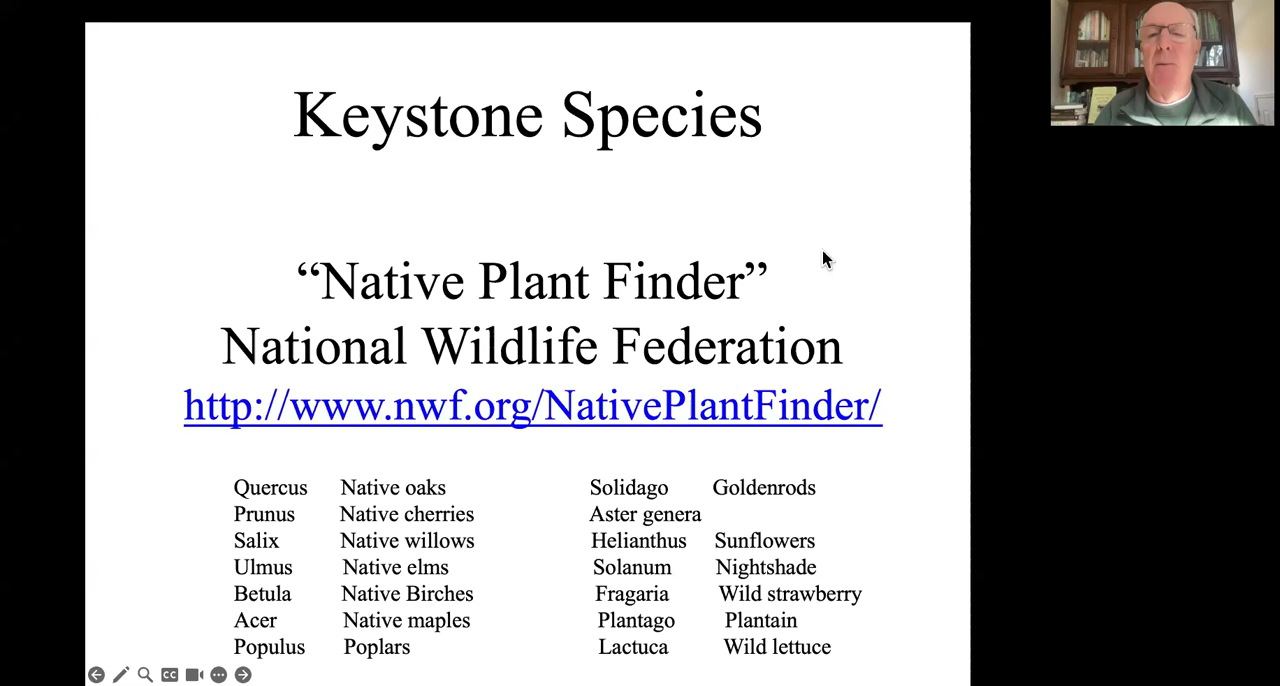 Keystone Species
“Native Plant Finder”
National Wildlife Federation
http://www.nwf.org/NativePlantFinder/
Quercus Native oaks
Prunus Native cherries
Salix Native willows
Ulmus Native elms
Betula Native Birches
Acer Native maples
Populus Poplars
Solidago Goldenrods
Aster genera
Helianthus Sunflowers
Solanum Nightshade
Fragaria Wild strawberry
Plantago Plantain
Lactuca Wild lettuce
CC